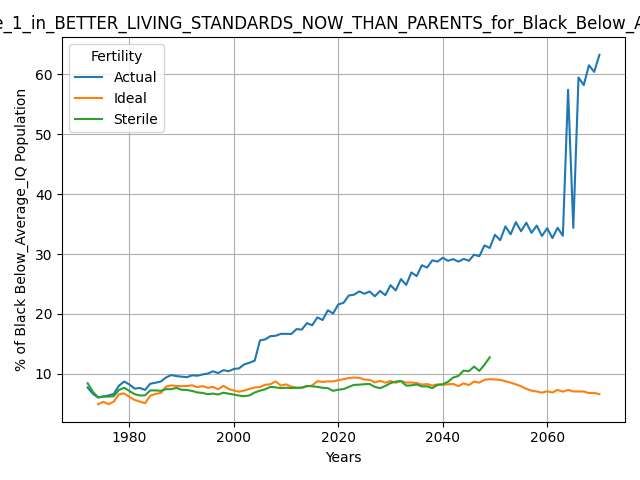 e_1_in_BETTER_LIVING_STANDARDS_NOW_THAN_PARENTS_for_Black_Below_A
Fertility
Actual
Ideal
Sterile
% of Black Below_Average_IQ Population
60
50
40
30
20
10
1980 2000 2020 2040 2060
Years